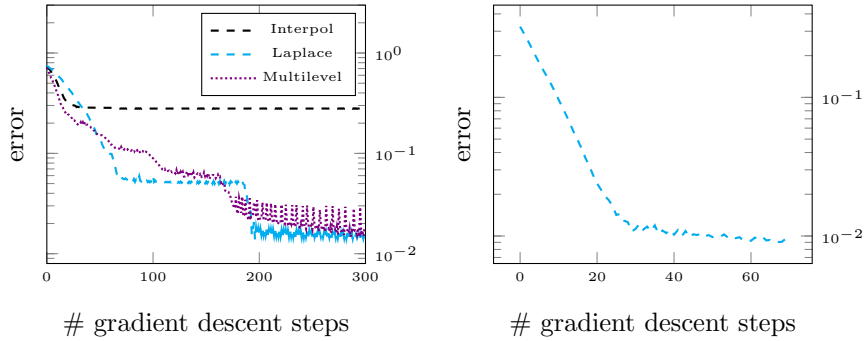 Interpol
Laplace
Multilevel
10^0
10^-1
10^-2
error
0
100
200
300
# gradient descent steps
10^-1
10^-2
error
0
20
40
60
# gradient descent steps